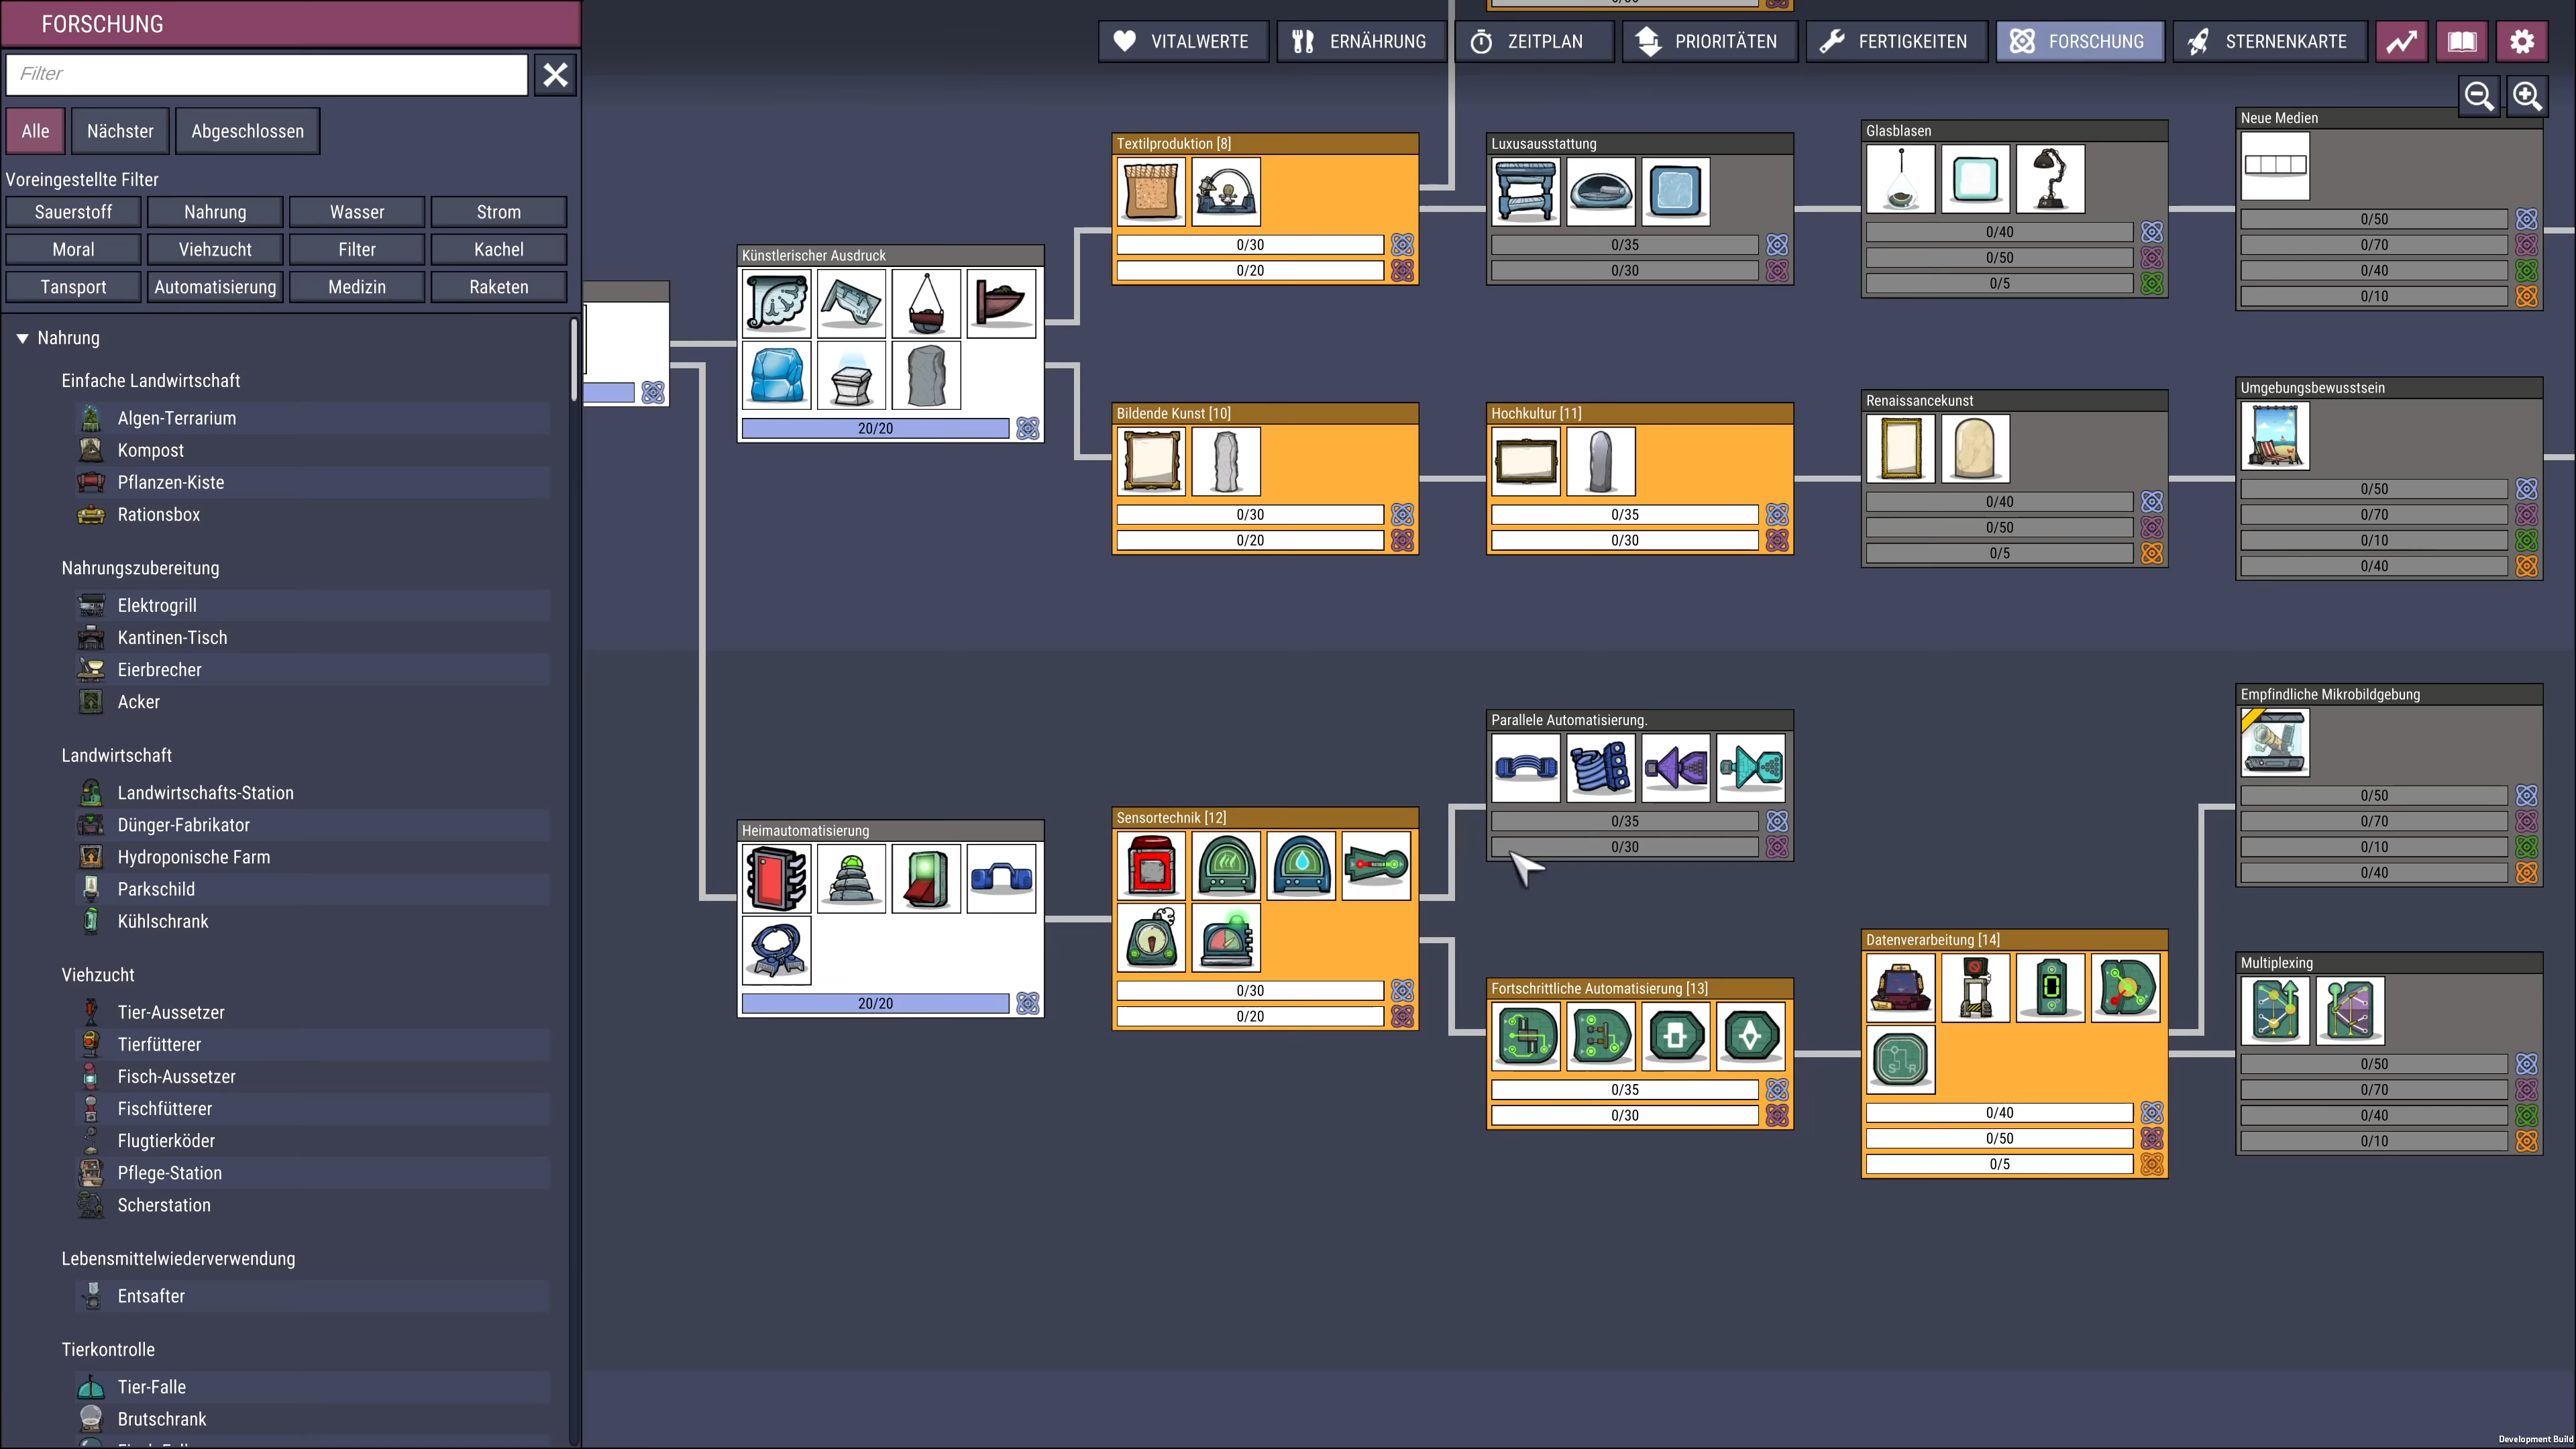 FORSCHUNG
Filter
Alle
Nächster
Abgeschlossen
Voreingestellte Filter
Sauerstoff
Nahrung
Wasser
Strom
Moral
Viehzucht
Filter
Kachel
Tansport
Automatisierung
Medizin
Raketen
Nahrung
Einfache Landwirtschaft
Algen-Terrarium
Kompost
Pflanzen-Kiste
Rationsbox
Nahrungszubereitung
Elektrogrill
Kantinen-Tisch
Eierbrecher
Acker
Landwirtschaft
Landwirtschafts-Station
Dünger-Fabrikator
Hydroponische Farm
Parkschild
Kühlschrank
Viehzucht
Tier-Aussetzer
Tierfütterer
Fisch-Aussetzer
Fischfütterer
Flugtierköder
Pflege-Station
Scherstation
Lebensmittelwiederverwendung
Entsafter
Tierkontrolle
Tier-Falle
Brutschrank
VITALWERTE
ERNÄHRUNG
ZEITPLAN
PRIORITÄTEN
FERTIGKEITEN
FORSCHUNG
STERNENKARTE
Künstlerischer Ausdruck
20/20
Textilproduktion [8]
0/30
0/20
Luxusausstattung
0/35
0/30
Glasblasen
0/40
0/50
0/5
Neue Medien
0/50
0/70
0/40
0/10
Bildende Kunst [10]
0/30
0/20
Hochkultur [11]
0/35
0/30
Renaissancekunst
0/40
0/50
0/5
Umgebungsbewusstsein
0/50
0/70
0/10
0/40
Heimautomatisierung
20/20
Sensortechnik [12]
0/30
0/20
Parallele Automatisierung.
0/35
0/30
Fortschrittliche Automatisierung [13]
0/35
0/30
Datenverarbeitung [14]
0/40
0/50
0/5
Empfindliche Mikrobildgebung
0/50
0/70
0/10
0/40
Multiplexing
0/50
0/70
0/40
0/10
Development Build